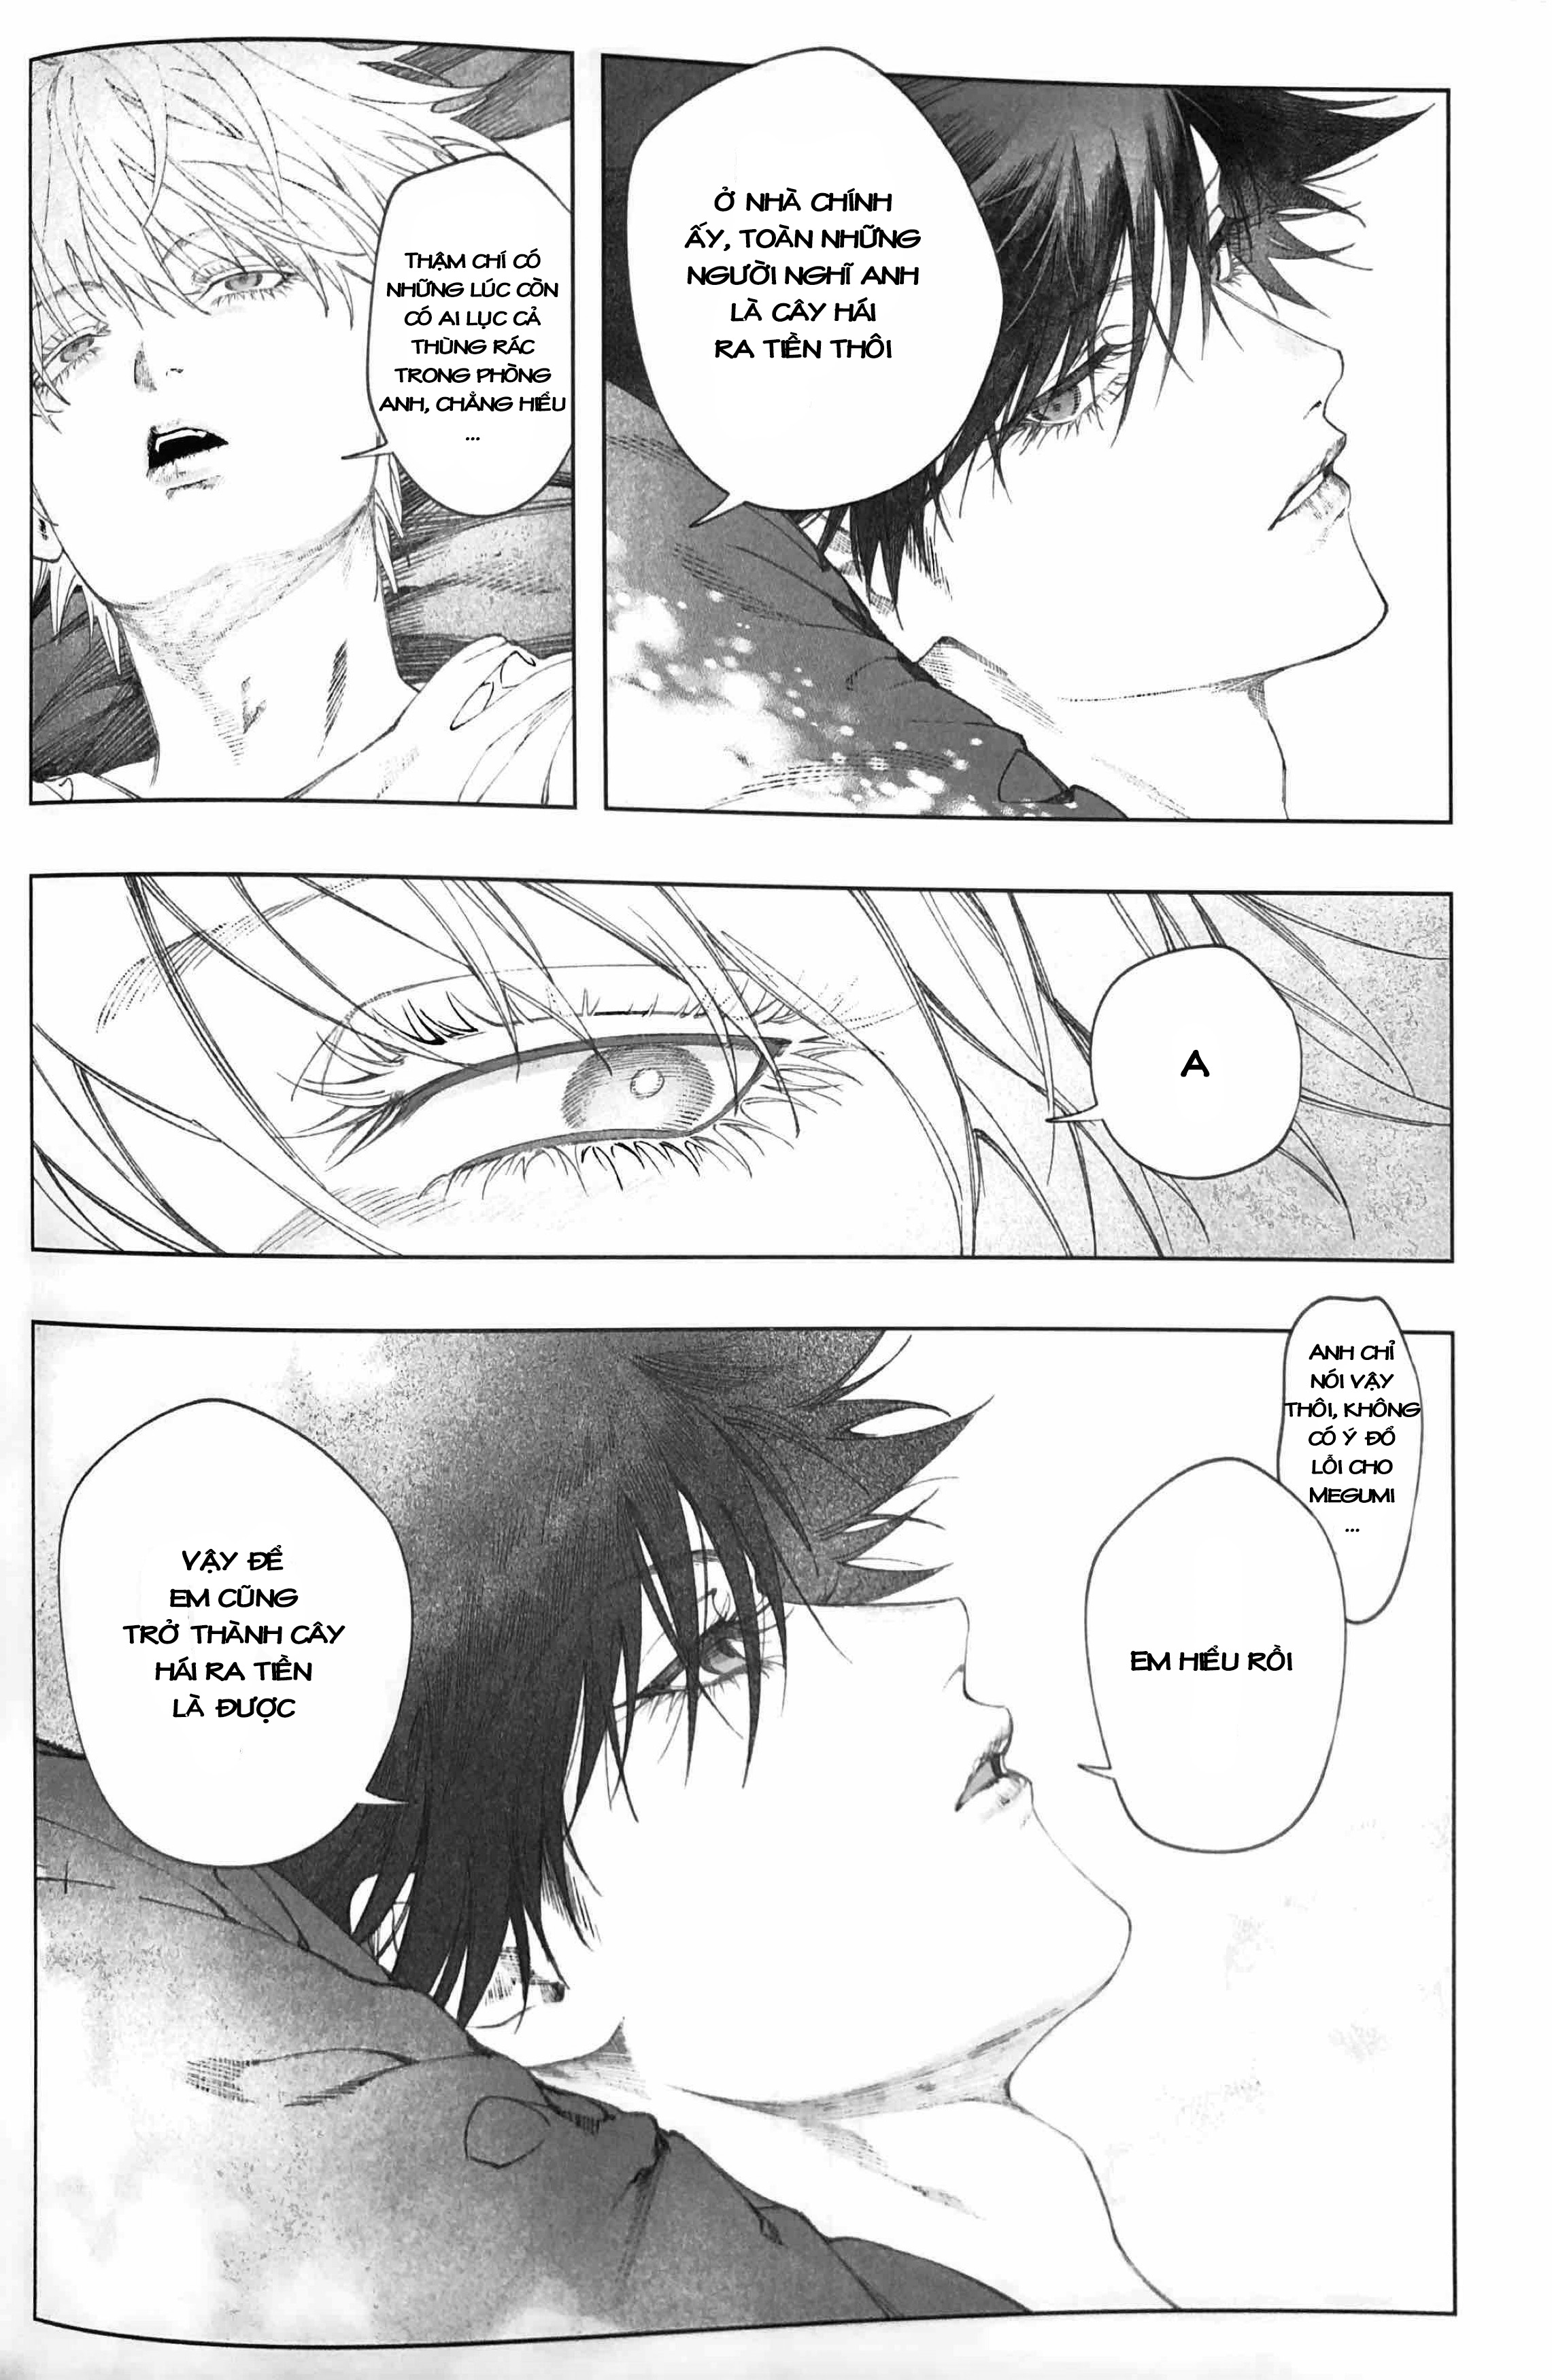 Ở NHÀ CHÍNH
ẤY, TOÀN NHỮNG
NGƯỜI NGHĨ ANH
LÀ CÂY HÁI
RA TIỀN THÔI
THẬM CHÍ CÓ
NHỮNG LÚC CÒN
CÓ AI LỤC CẢ
THÙNG RÁC
TRONG PHÒNG
ANH, CHẲNG HIỂU
...
A
ANH CHỈ
NÓI VẬY
THÔI, KHÔNG
CÓ Ý ĐỔ
LỖI CHO
MEGUMI
...
EM HIỂU RỒI
VẬY ĐỂ
EM CŨNG
TRỞ THÀNH CÂY
HÁI RA TIỀN
LÀ ĐƯỢC